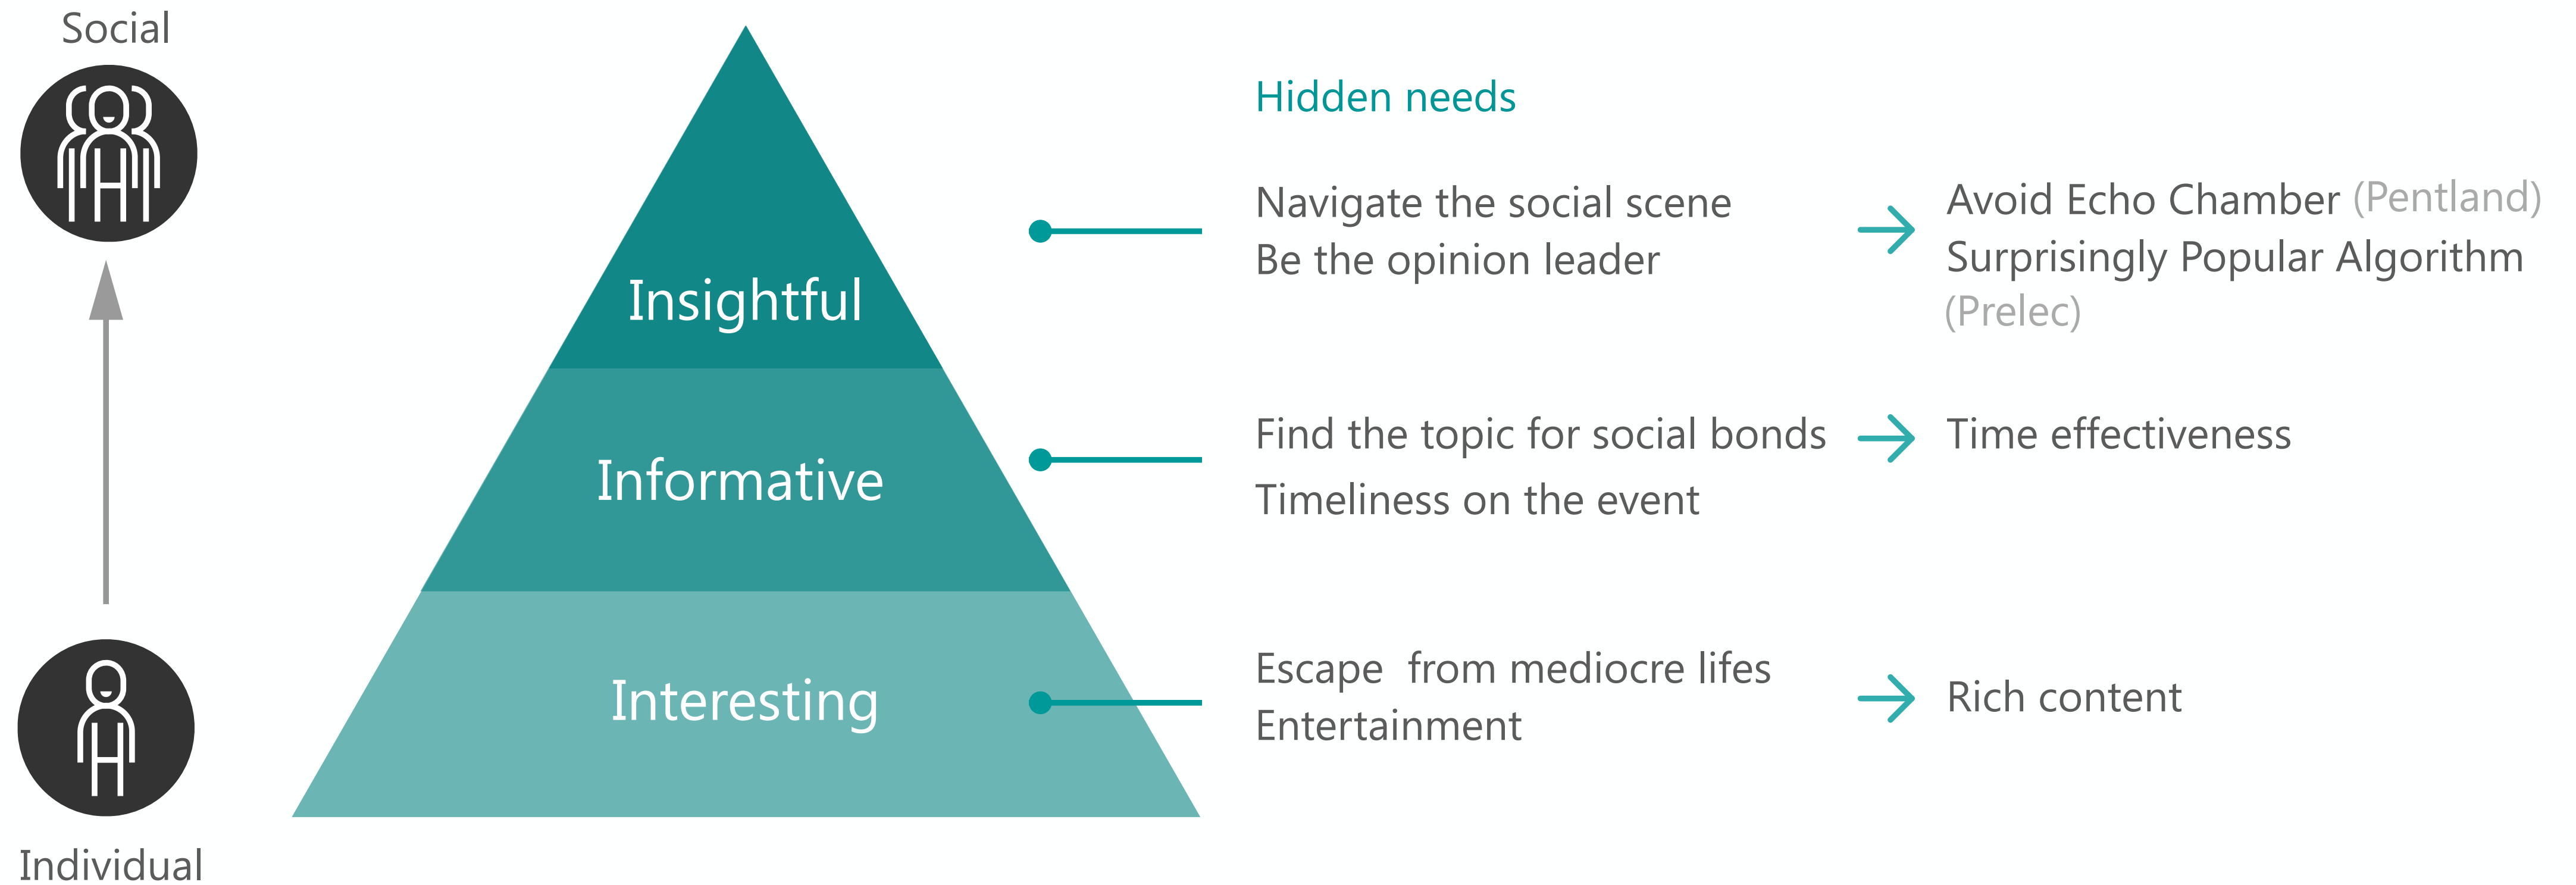 Social
Individual
Insightful
Informative
Interesting
Hidden needs
Navigate the social scene
Be the opinion leader
Avoid Echo Chamber (Pentland)
Surprisingly Popular Algorithm
(Prelec)
Find the topic for social bonds
Timeliness on the event
Time effectiveness
Escape  from mediocre lifes
Entertainment
Rich content